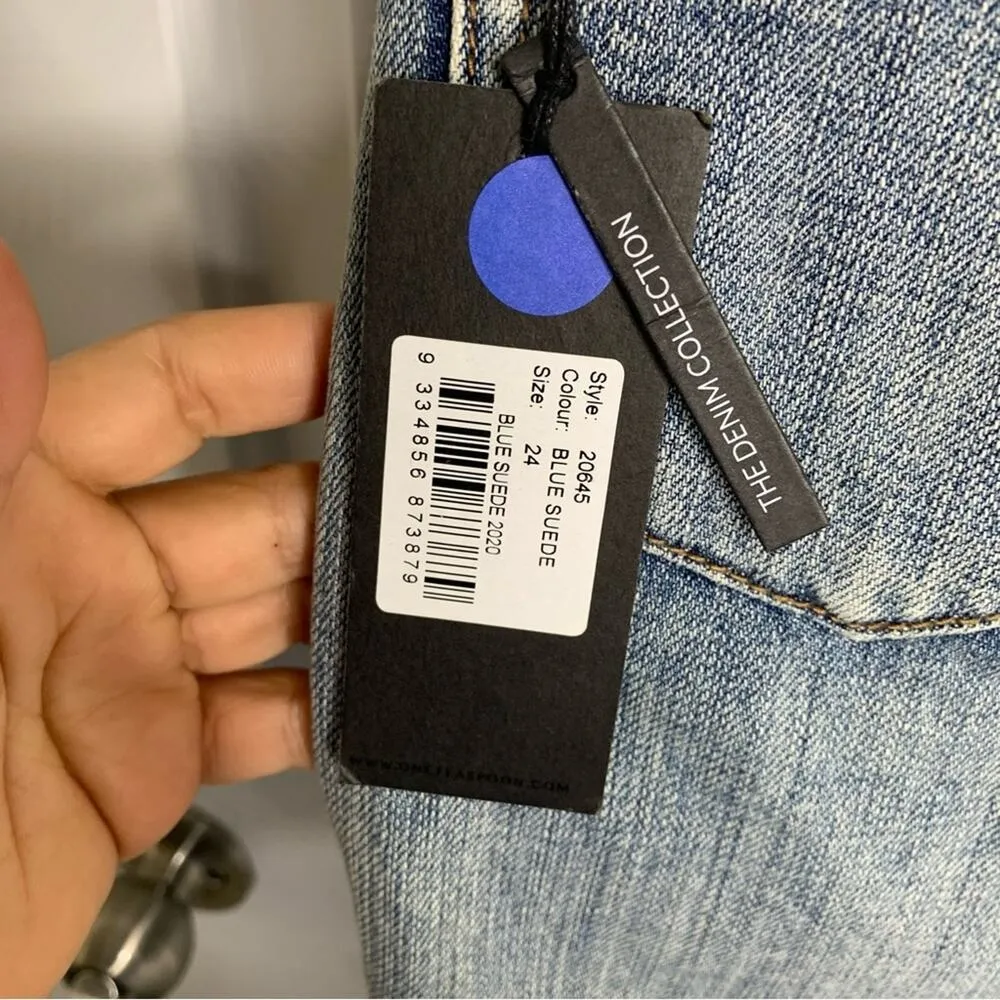 THE DENIM COLLECTION
Style: 20645
Colour: BLUE SUEDE
Size: 24
BLUE SUEDE 2020
9 334856 873879